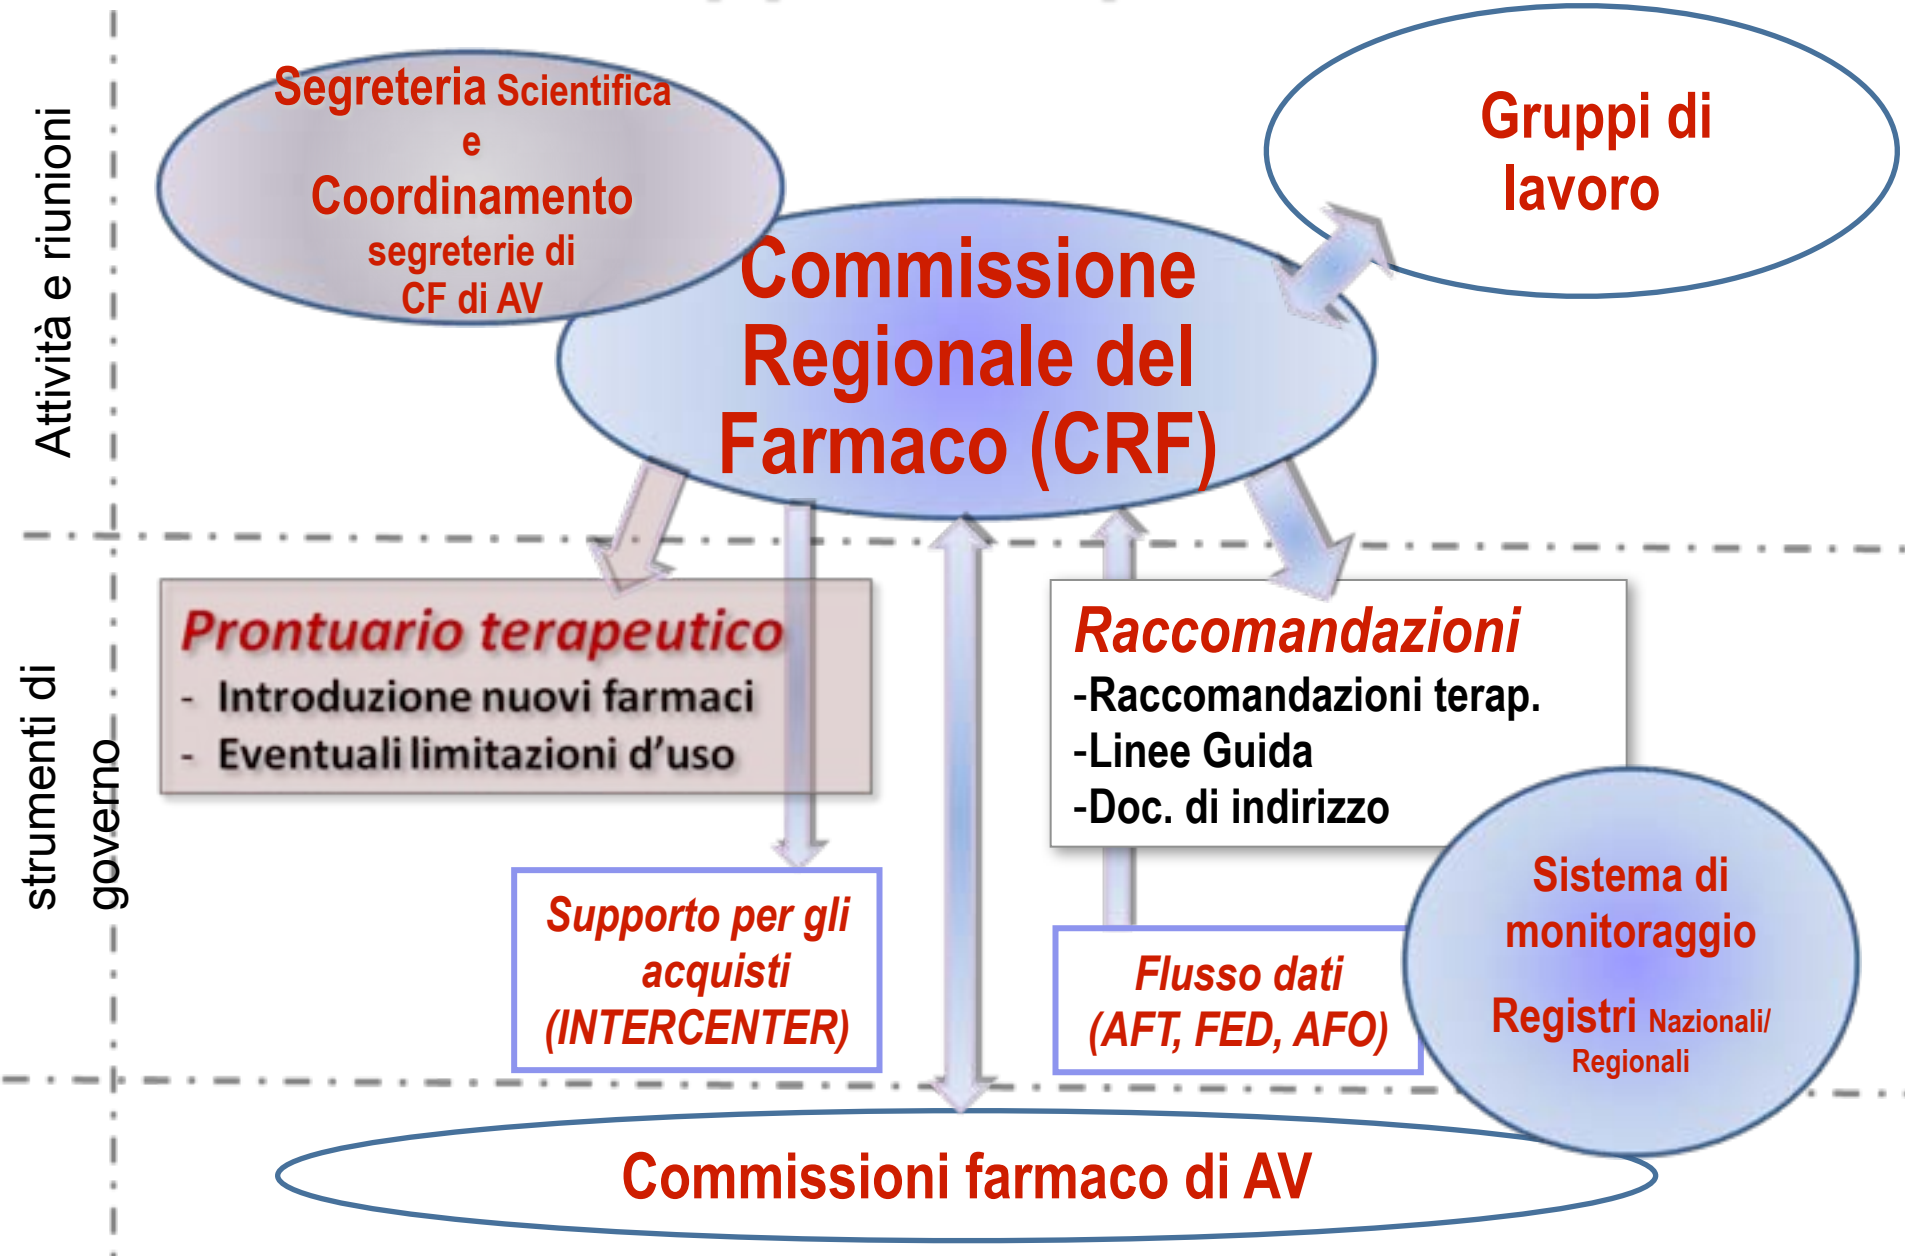 Attività e riunioni
Segreteria Scientifica
e
Coordinamento
segreterie di
CF di AV
Gruppi di
lavoro
Commissione
Regionale del
Farmaco (CRF)
strumenti di
governo
Prontuario terapeutico
- Introduzione nuovi farmaci
- Eventuali limitazioni d'uso
Raccomandazioni
-Raccomandazioni terap.
-Linee Guida
-Doc. di indirizzo
Supporto per gli
acquisti
(INTERCENTER)
Flusso dati
(AFT, FED, AFO)
Sistema di
monitoraggio
Registri Nazionali/
Regionali
Commissioni farmaco di AV